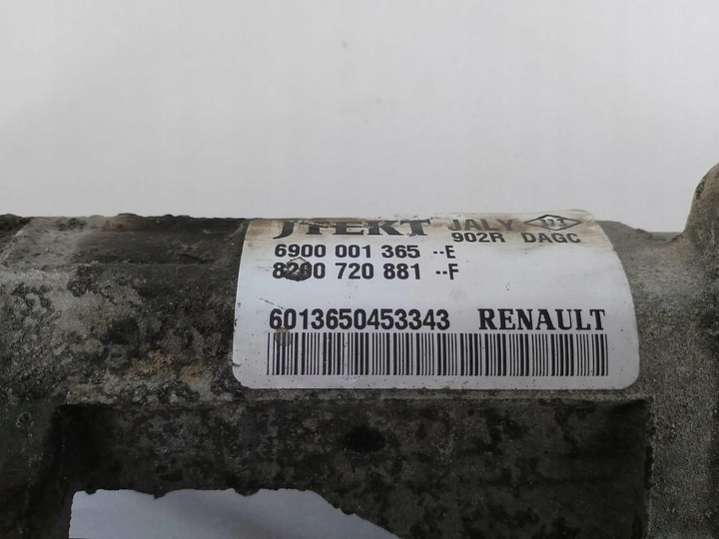 JTEKT JALY
902R DAGC
6900 001 365 --E
8200 720 881 --F
6013650453343 RENAULT